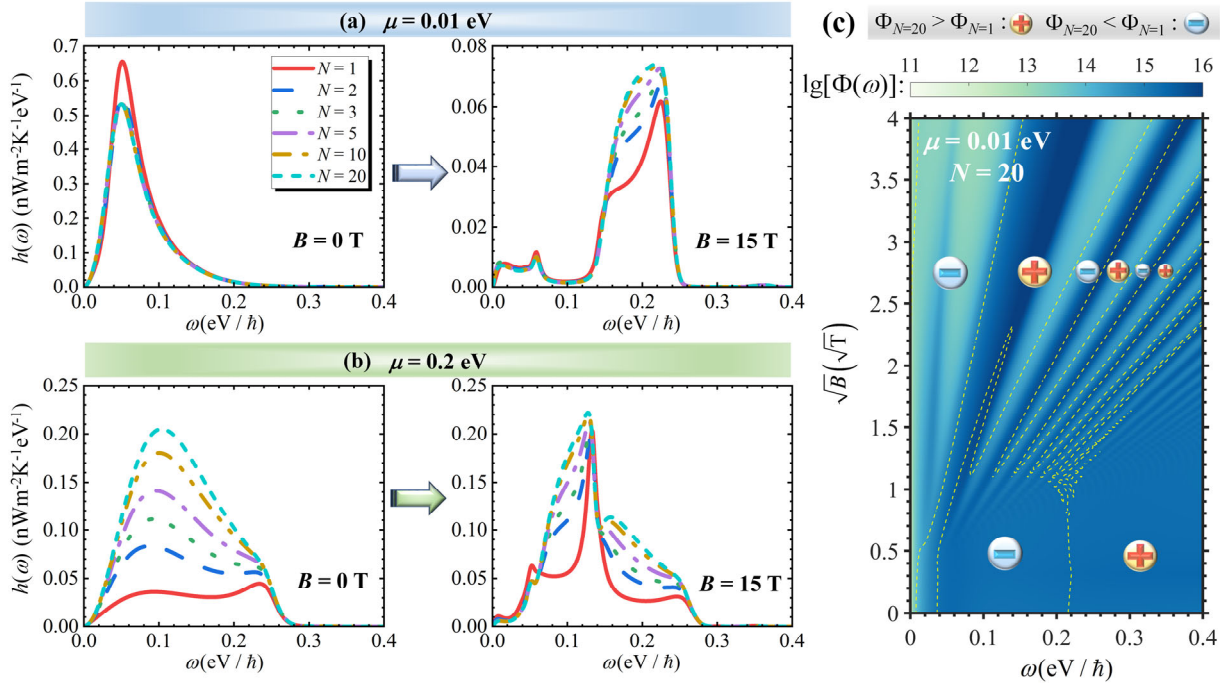 (a) μ = 0.01 eV
0.7
0.6
0.5
0.4
0.3
0.2
0.1
0.0
h(ω) (nWm⁻²K⁻¹eV⁻¹)
N = 1
N = 2
N = 3
N = 5
N = 10
N = 20
B = 0 T
0.0 0.1 0.2 0.3 0.4
ω(eV / ħ)
0.08
0.06
0.04
0.02
0.00
B = 15 T
0.0 0.1 0.2 0.3 0.4
ω(eV / ħ)
(b) μ = 0.2 eV
0.25
0.20
0.15
0.10
0.05
0.00
h(ω) (nWm⁻²K⁻¹eV⁻¹)
B = 0 T
0.0 0.1 0.2 0.3 0.4
ω(eV / ħ)
0.25
0.20
0.15
0.10
0.05
0.00
B = 15 T
0.0 0.1 0.2 0.3 0.4
ω(eV / ħ)
(c) ΦN=20 > ΦN=1 : + ΦN=20 < ΦN=1 : −
11 12 13 14 15 16
lg[Φ(ω)]:
μ = 0.01 eV
N = 20
4
3.5
3
2.5
2
1.5
1
0.5
0
√B (√T)
0 0.1 0.2 0.3 0.4
ω(eV / ħ)